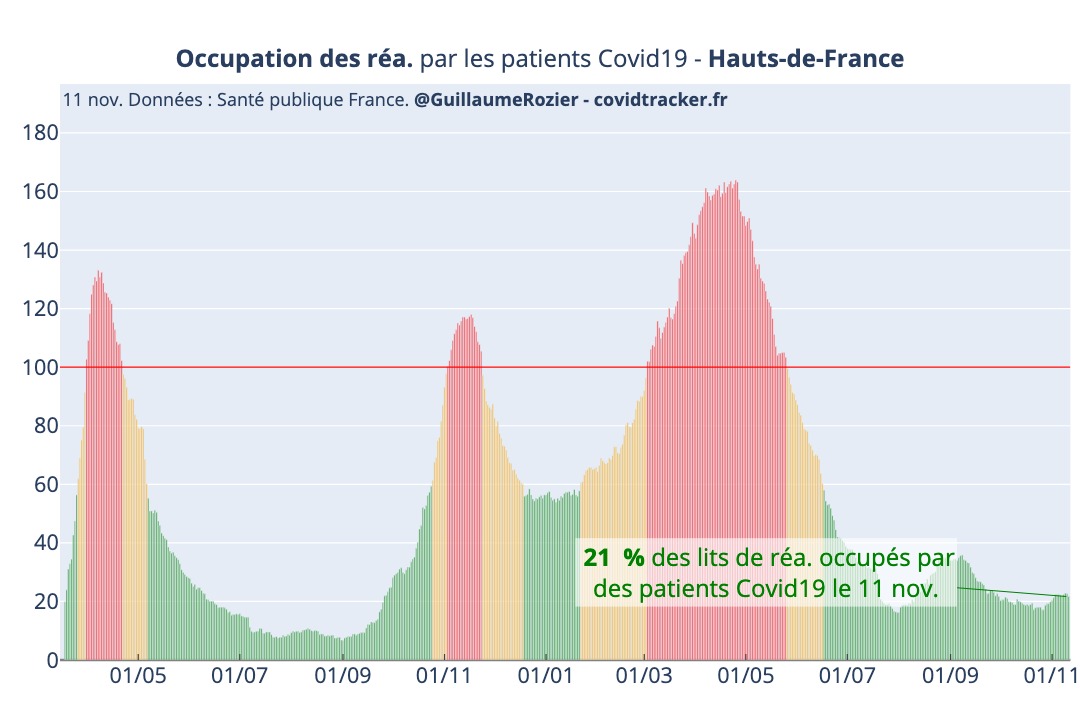 Occupation des réa. par les patients Covid19 - Hauts-de-France
11 nov. Données : Santé publique France. @GuillaumeRozier - covidtracker.fr
180
160
140
120
100
80
60
40
20
0
21 % des lits de réa. occupés par
des patients Covid19 le 11 nov.
01/05 01/07 01/09 01/11 01/01 01/03 01/05 01/07 01/09 01/11